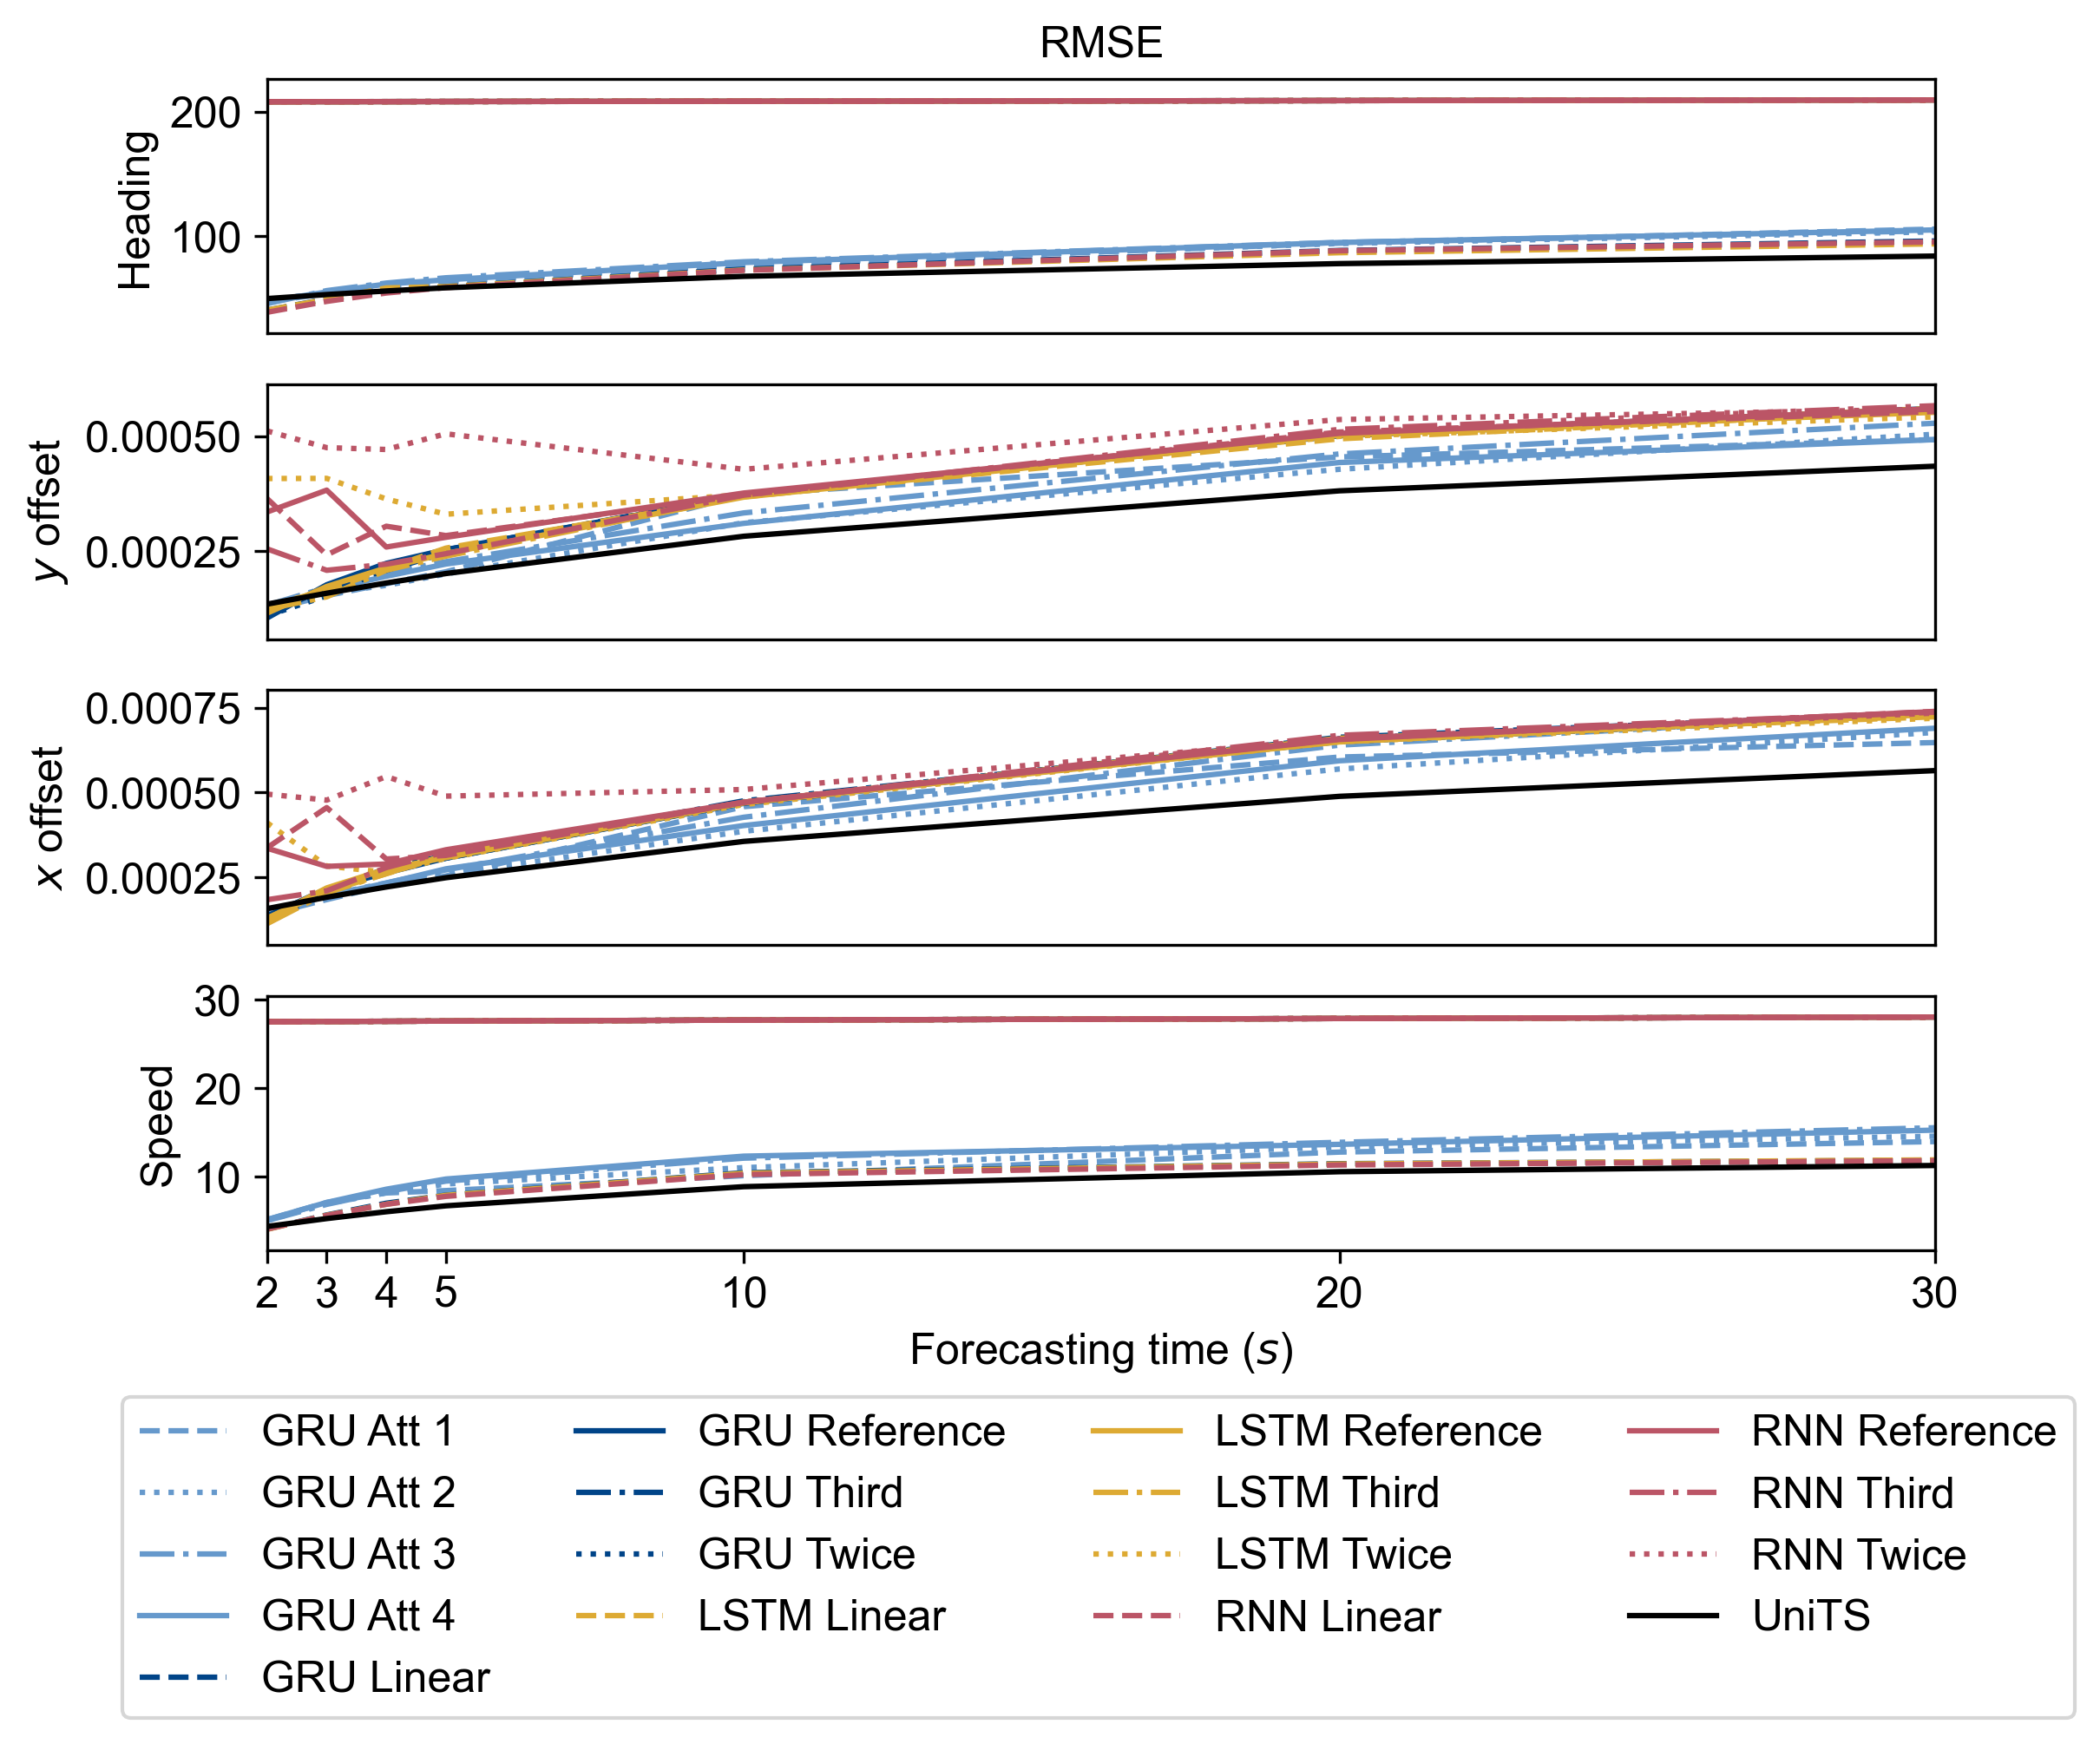 RMSE
Heading
200
100
y offset
0.00050
0.00025
x offset
0.00075
0.00050
0.00025
Speed
30
20
10
2 3 4 5 10 20 30
Forecasting time (s)
GRU Att 1
GRU Att 2
GRU Att 3
GRU Att 4
GRU Linear
GRU Reference
GRU Third
GRU Twice
LSTM Linear
LSTM Reference
LSTM Third
LSTM Twice
RNN Linear
RNN Reference
RNN Third
RNN Twice
UniTS